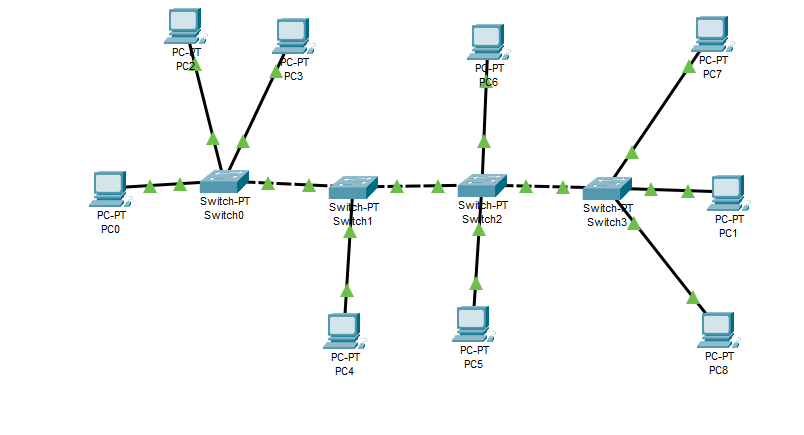 PC-PT
PC2
PC-PT
PC3
PC-PT
PC6
PC-PT
PC7
PC-PT
PC0
Switch-PT
Switch0
Switch-PT
Switch1
Switch-PT
Switch2
Switch-PT
Switch3
PC-PT
PC1
PC-PT
PC4
PC-PT
PC5
PC-PT
PC8